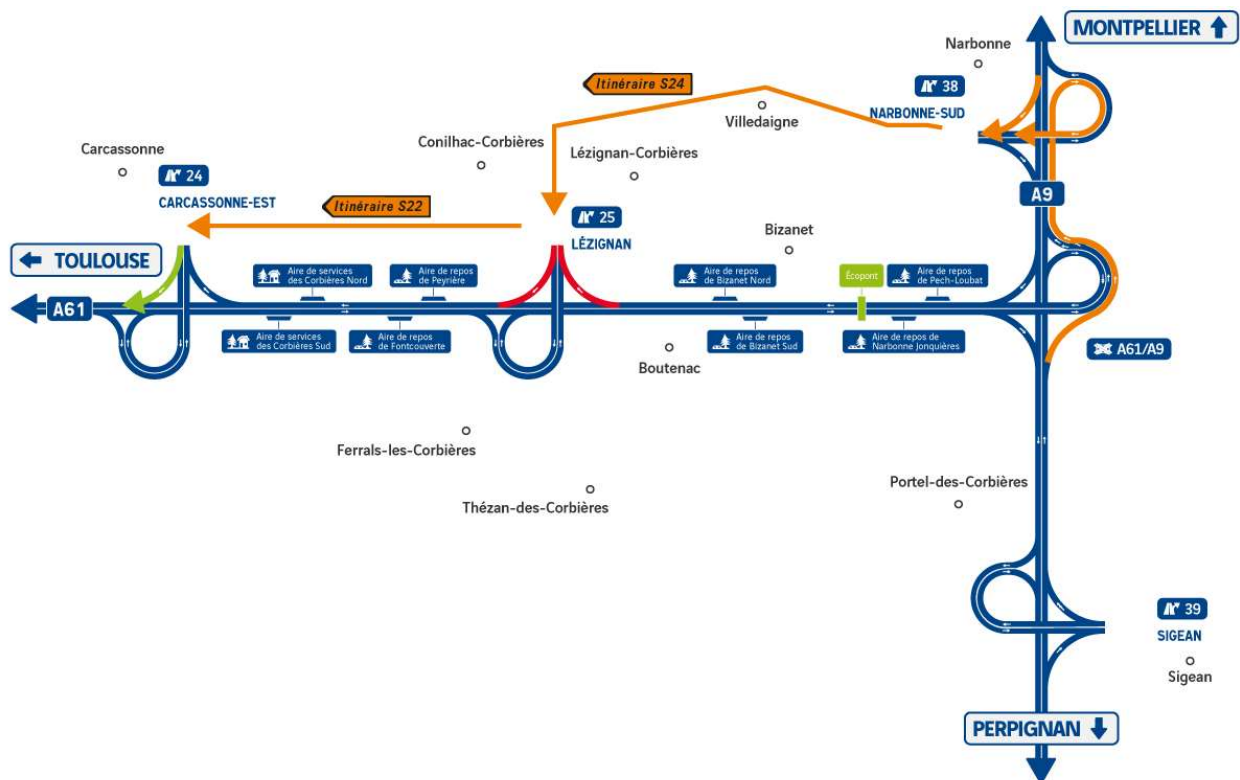 MONTPELLIER
Narbonne
38
NARBONNE-SUD
Itinéraire S24
Villedaigne
Conilhac-Corbières
Lézignan-Corbières
Carcassonne
24
CARCASSONNE-EST
Itinéraire S22
25
LÉZIGNAN
A9
Bizanet
TOULOUSE
Aire de services
des Corbières Nord
Aire de repos
de Peyrière
Aire de repos
de Bizanet Nord
Écopont
Aire de repos
de Pech-Loubat
A61
Aire de services
des Corbières Sud
Aire de repos
de Fontcouverte
Aire de repos
de Bizanet Sud
Aire de repos de
Narbonne Jonquières
A61/A9
Boutenac
Ferrals-les-Corbières
Thézan-des-Corbières
Portel-des-Corbières
39
SIGEAN
Sigean
PERPIGNAN